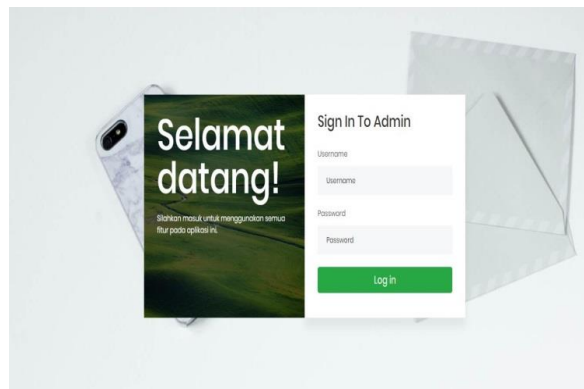 Selamat
datang!
Silahkan masuk untuk menggunakan semua
fitur pada aplikasi ini.
Sign In To Admin
Username
Username
Password
Password
Log in